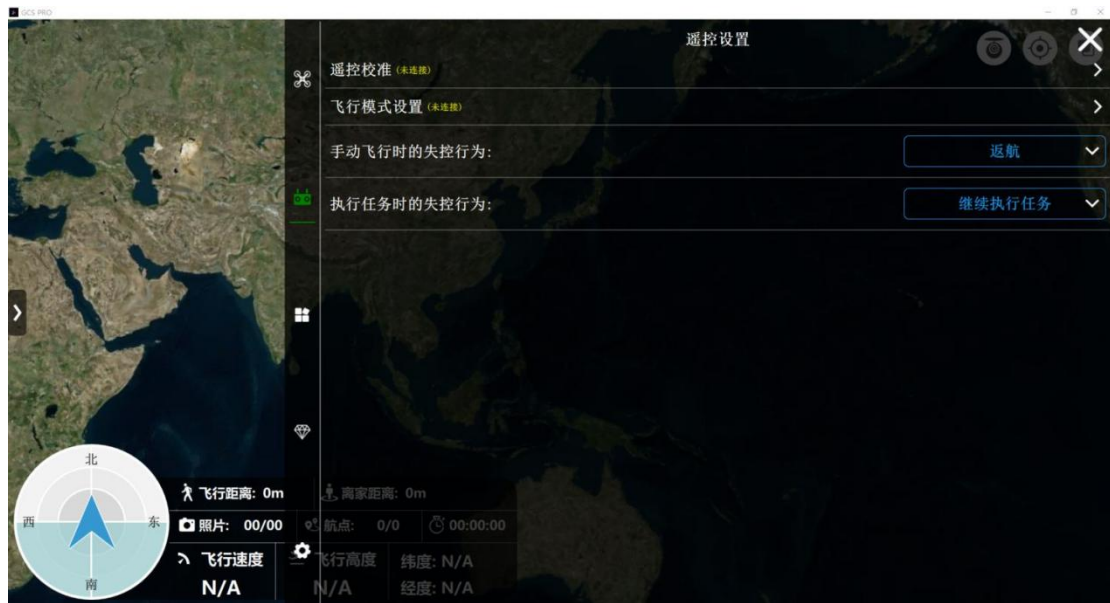 GCS PRO
遥控设置
遥控校准 (未连接)
飞行模式设置 (未连接)
手动飞行时的失控行为: 返航
执行任务时的失控行为: 继续执行任务
北
西 东
南
飞行距离: 0m 离家距离: 0m
照片: 00/00 航点: 0/0 00:00:00
飞行速度 飞行高度 纬度: N/A
N/A N/A 经度: N/A